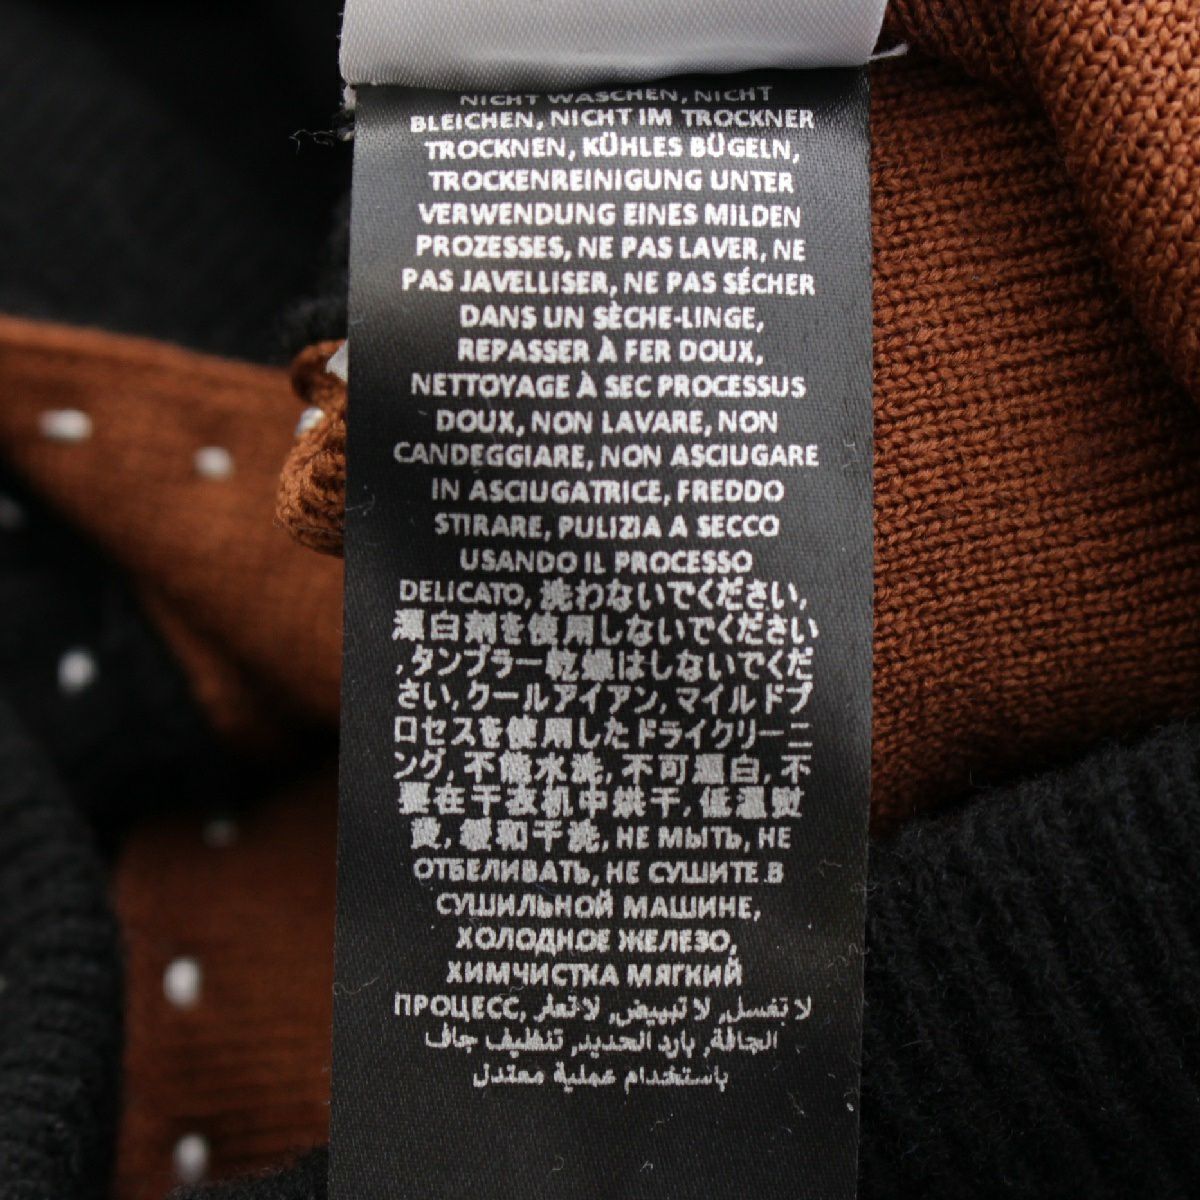 NICHT WASCHEN, NICHT
BLEICHEN, NICHT IM TROCKNER
TROCKNEN, KÜHLES BÜGELN,
TROCKENREINIGUNG UNTER
VERWENDUNG EINES MILDEN
PROZESSES, NE PAS LAVER, NE
PAS JAVELLISER, NE PAS SÉCHER
DANS UN SÈCHE-LINGE,
REPASSER À FER DOUX,
NETTOYAGE À SEC PROCESSUS
DOUX, NON LAVARE, NON
CANDEGGIARE, NON ASCIUGARE
IN ASCIUGATRICE, FREDDO
STIRARE, PULIZIA A SECCO
USANDO IL PROCESSO
DELICATO, 洗わないでください,
漂白剤を使用しないでください
,タンブラー乾燥はしないでくだ
さい,クールアイアン,マイルドプ
ロセスを使用したドライクリーニ
ング, 不能水洗, 不可漂白, 不
要在干衣机中烘干, 低温熨
烫, 缓和干洗, НЕ МЫТЬ, НЕ
ОТБЕЛИВАТЬ, НЕ СУШИТЕ В
СУШИЛЬНОЙ МАШИНЕ,
ХОЛОДНОЕ ЖЕЛЕЗО,
ХИМЧИСТКА МЯГКИЙ
ПРОЦЕСС, لا تغسل, لا تبييض, لا
الجافة, بارد الحديد, تنظيف جاف
باستخدام عملية معتدل